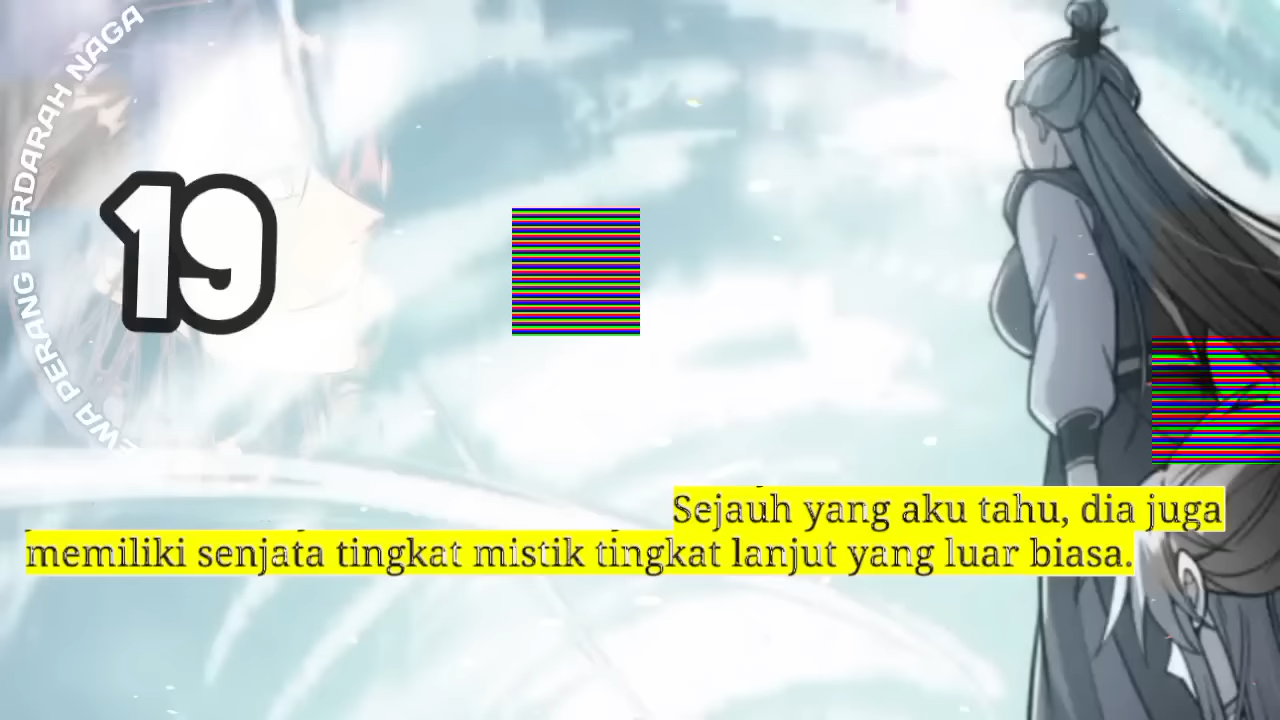 EWA PERANG BERDARAH NAGA
19
Sejauh yang aku tahu, dia juga
memiliki senjata tingkat mistik tingkat lanjut yang luar biasa.